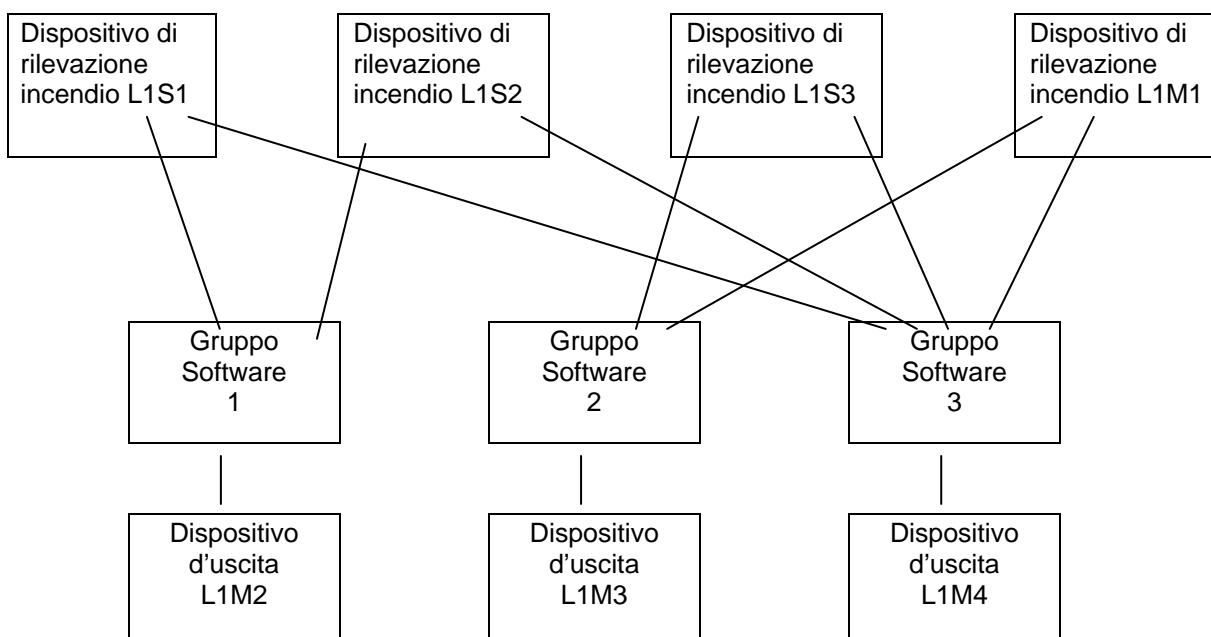 Dispositivo di
rilevazione
incendio L1S1
Dispositivo di
rilevazione
incendio L1S2
Dispositivo di
rilevazione
incendio L1S3
Dispositivo di
rilevazione
incendio L1M1
Gruppo
Software
1
Gruppo
Software
2
Gruppo
Software
3
Dispositivo
d'uscita
L1M2
Dispositivo
d'uscita
L1M3
Dispositivo
d'uscita
L1M4